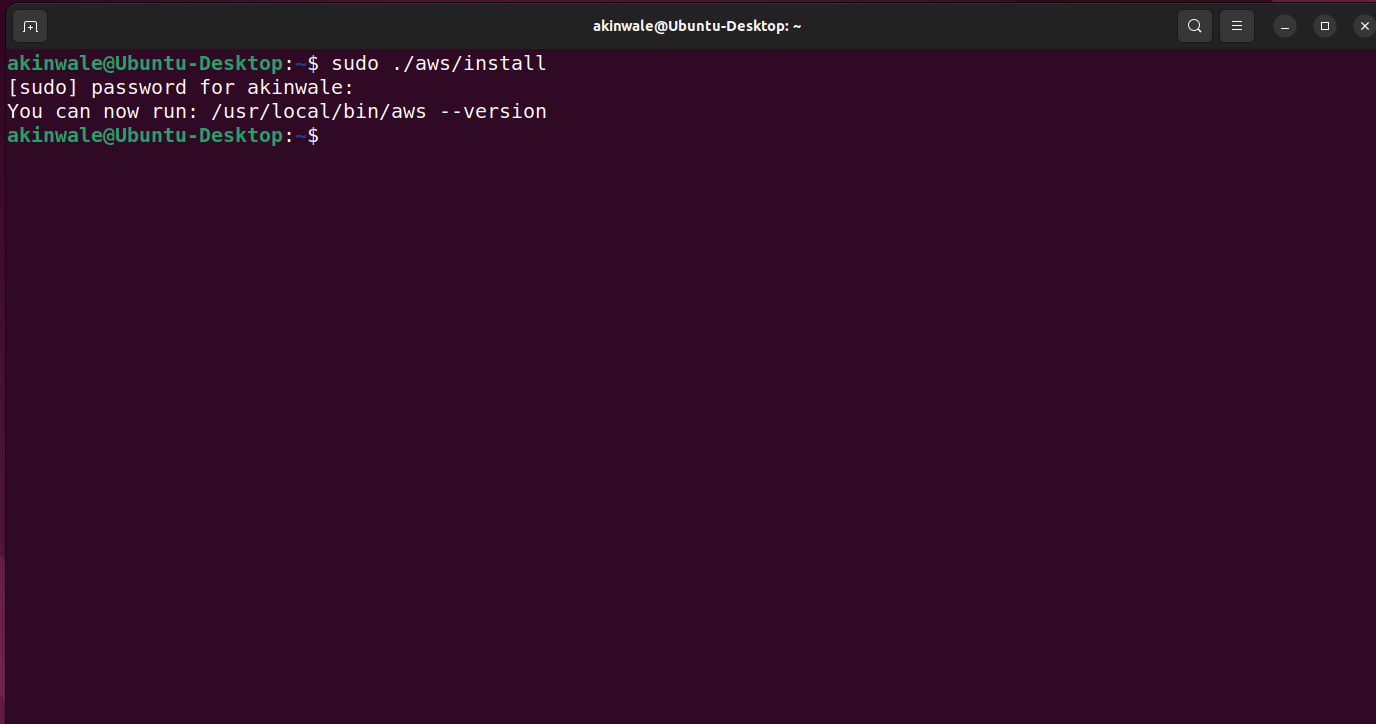 akinwale@Ubuntu-Desktop: ~
akinwale@Ubuntu-Desktop:~$ sudo ./aws/install
[sudo] password for akinwale:
You can now run: /usr/local/bin/aws --version
akinwale@Ubuntu-Desktop:~$